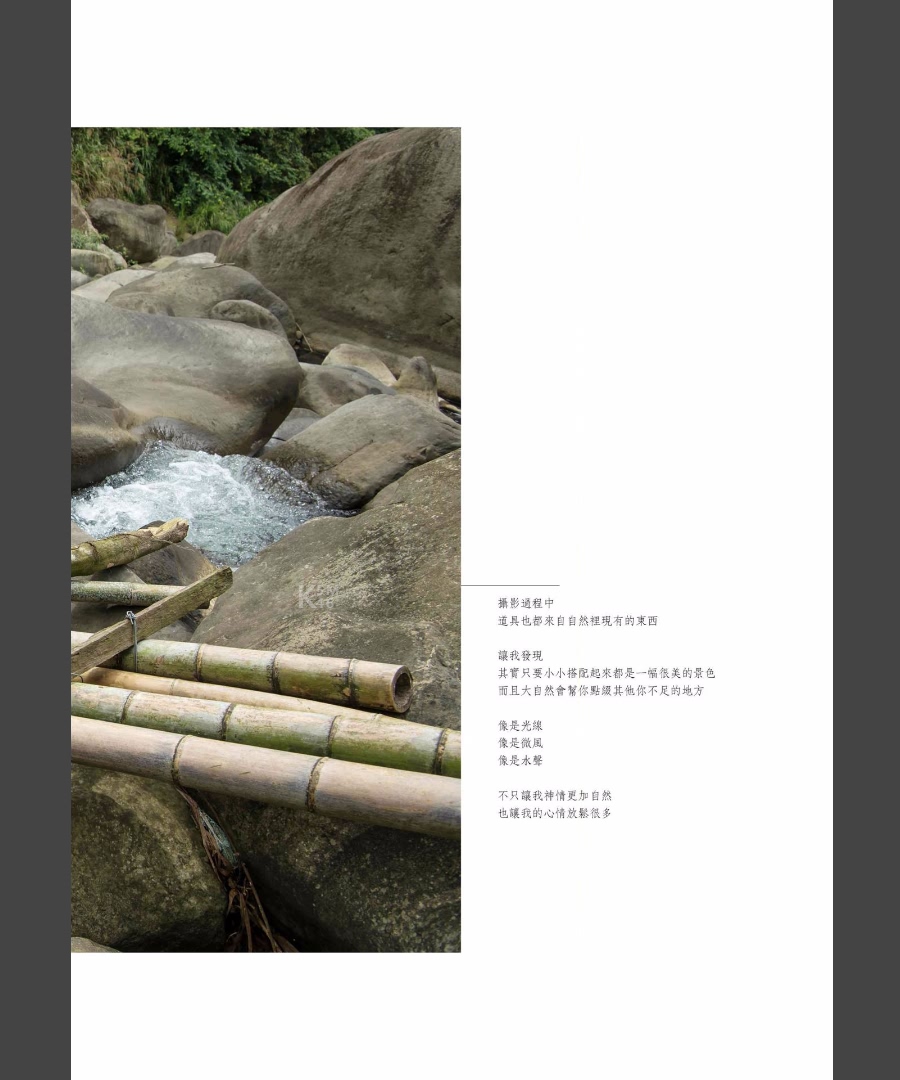 攝影過程中
道具也都來自自然裡現有的東西
讓我發現
其實只要小小搭配起來都是一幅很美的景色
而且大自然會幫你點綴其他你不足的地方
像是光線
像是微風
像是水聲
不只讓我神情更加自然
也讓我的心情放鬆很多